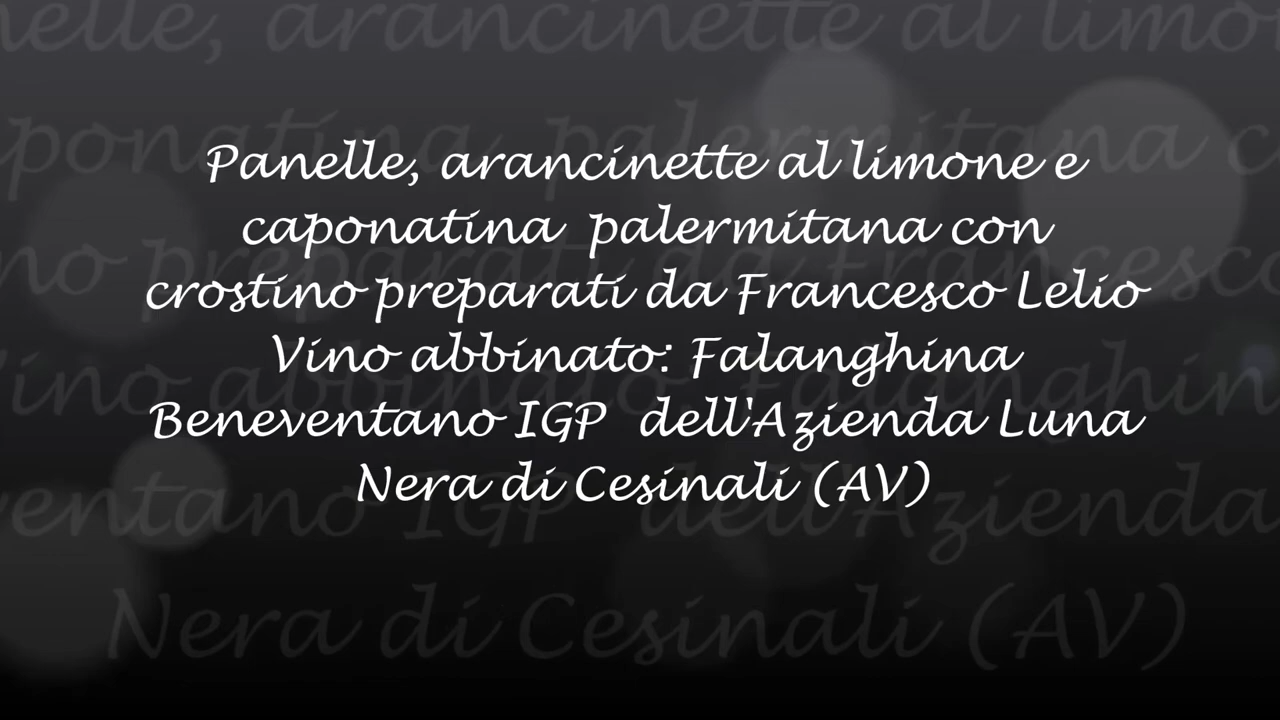 Panelle, arancinette al limone e
caponatina palermitana con
crostino preparati da Francesco Lelio
Vino abbinato: Falanghina
Beneventano IGP dell'Azienda Luna
Nera di Cesinali (AV)